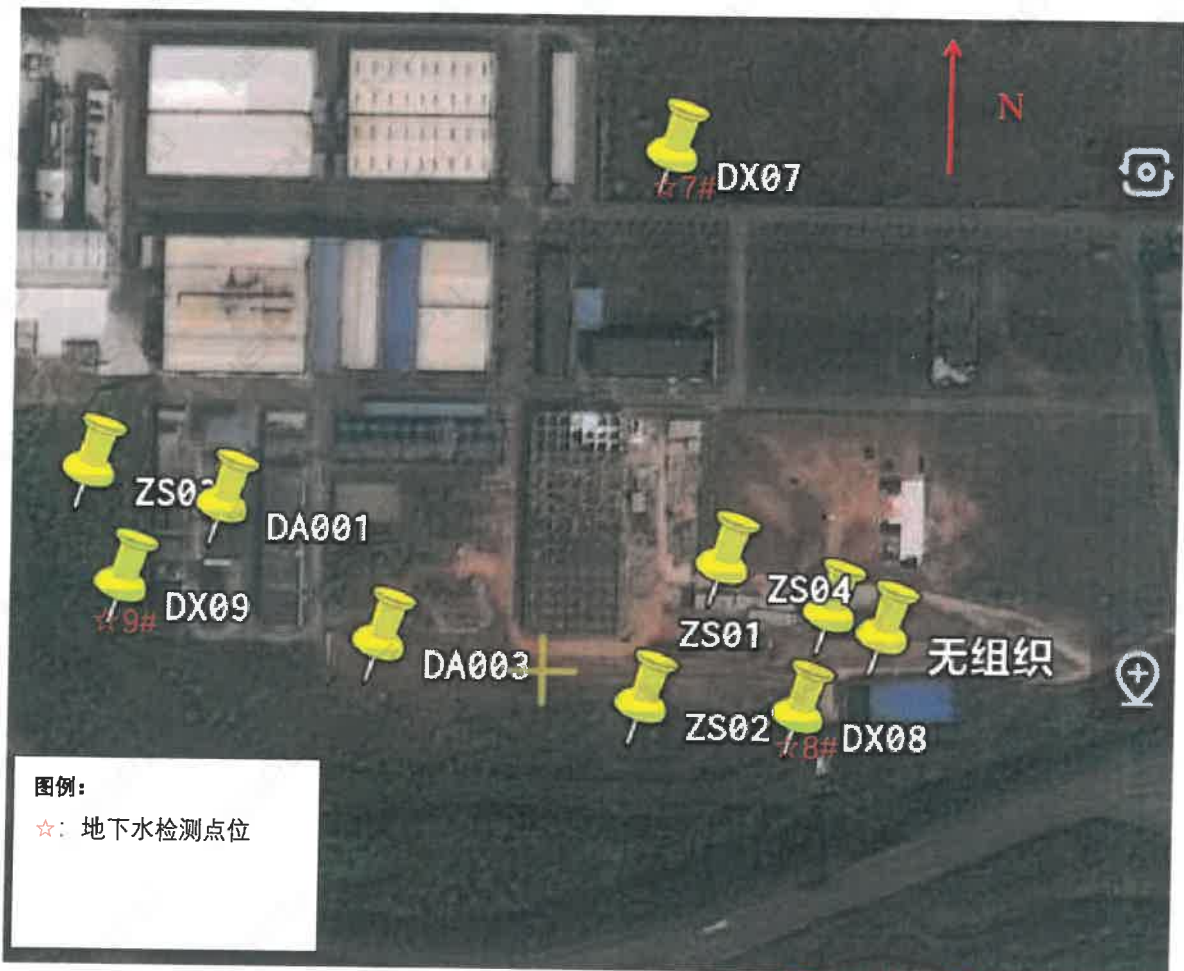 N
DX07
☆7#
ZS03
DA001
DX09
☆9#
ZS04
ZS01
DA003
无组织
ZS02
DX08
☆8#
图例：
☆：地下水检测点位